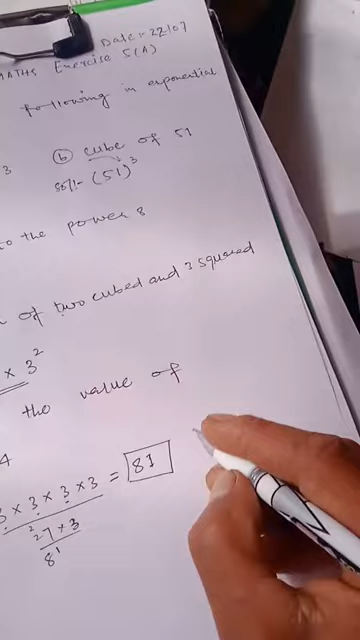 Date:- 22/07
MATHS Exercise 5(A)
following in exponential
3 (b) cube of 51
Sol:- (51)³
to the power 8
of two cubed and 3 squared
× 3²
the value of
4
3 × 3 × 3 × 3 = 81
27 × 3
81